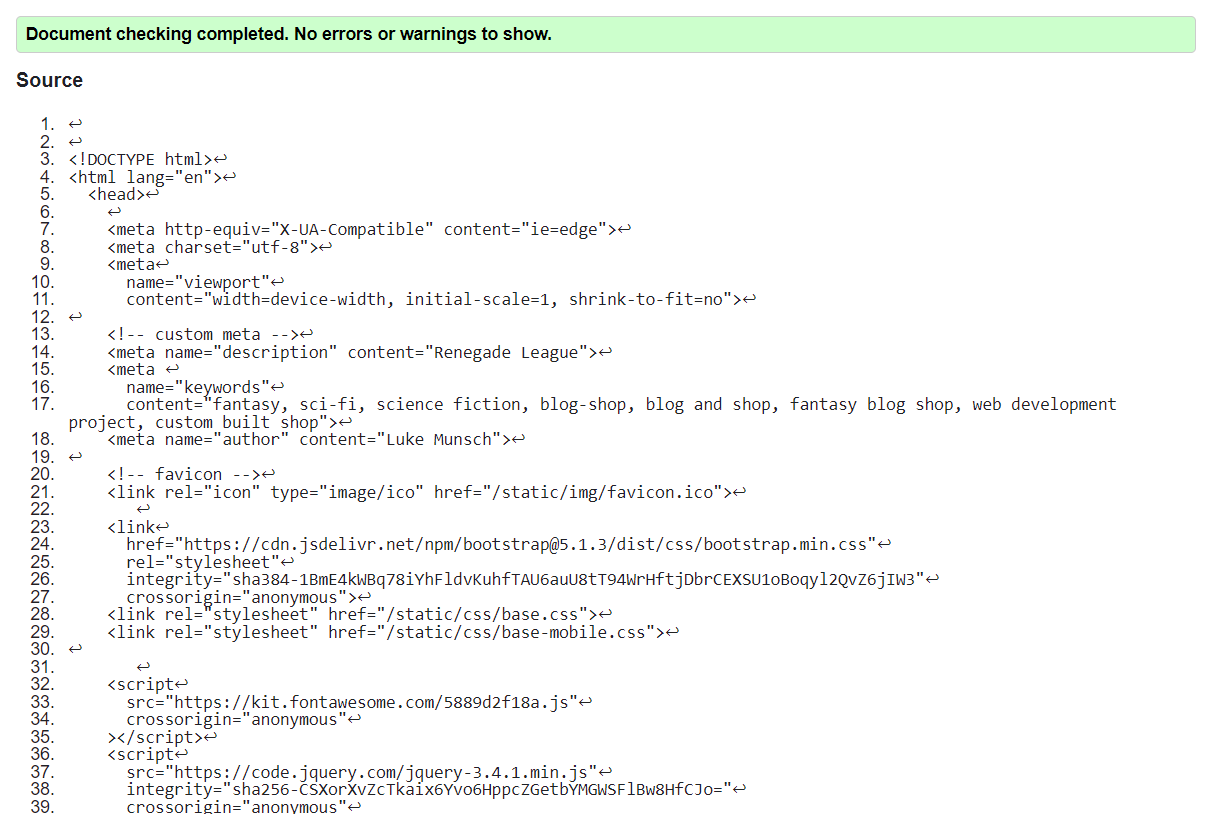 Document checking completed. No errors or warnings to show.
Source
1. ↩
2. ↩
3. <!DOCTYPE html>↩
4. <html lang="en">↩
5. <head>↩
6. ↩
7. <meta http-equiv="X-UA-Compatible" content="ie=edge">↩
8. <meta charset="utf-8">↩
9. <meta↩
10. name="viewport"↩
11. content="width=device-width, initial-scale=1, shrink-to-fit=no">↩
12. ↩
13. <!-- custom meta -->↩
14. <meta name="description" content="Renegade League">↩
15. <meta ↩
16. name="keywords"↩
17. content="fantasy, sci-fi, science fiction, blog-shop, blog and shop, fantasy blog shop, web development
project, custom built shop">↩
18. <meta name="author" content="Luke Munsch">↩
19. ↩
20. <!-- favicon -->↩
21. <link rel="icon" type="image/ico" href="/static/img/favicon.ico">↩
22. ↩
23. <link↩
24. href="https://cdn.jsdelivr.net/npm/bootstrap@5.1.3/dist/css/bootstrap.min.css"↩
25. rel="stylesheet"↩
26. integrity="sha384-1BmE4kWBq78iYhFldvKuhfTAU6auU8tT94WrHftjDbrCEXSU1oBoqyl2QvZ6jIW3"↩
27. crossorigin="anonymous">↩
28. <link rel="stylesheet" href="/static/css/base.css">↩
29. <link rel="stylesheet" href="/static/css/base-mobile.css">↩
30. ↩
31. ↩
32. <script↩
33. src="https://kit.fontawesome.com/5889d2f18a.js"↩
34. crossorigin="anonymous"↩
35. ></script>↩
36. <script↩
37. src="https://code.jquery.com/jquery-3.4.1.min.js"↩
38. integrity="sha256-CSXorXvZcTkaix6Yvo6HppcZGetbYMGWSFlBw8HfCJo="↩
39. crossorigin="anonymous"↩